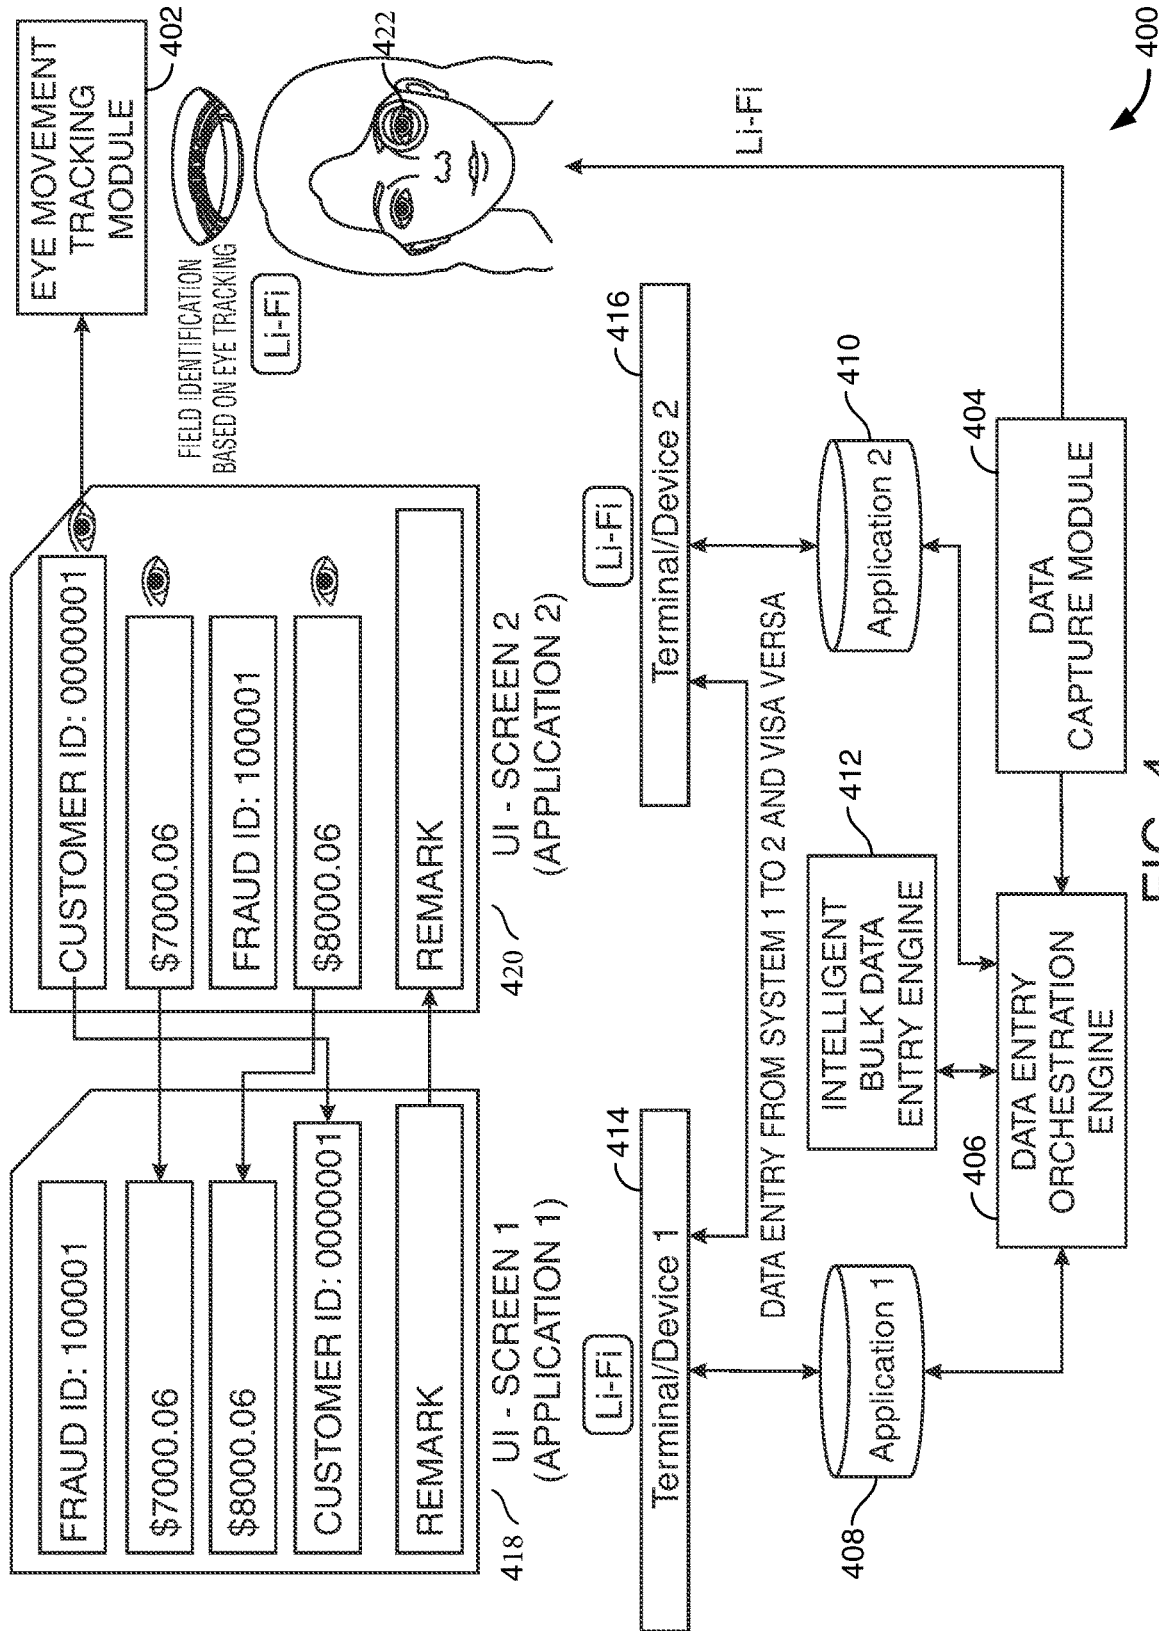 FRAUD ID: 10001
$7000.06
$8000.06
CUSTOMER ID: 0000001
REMARK
418
UI - SCREEN 1
(APPLICATION 1)
CUSTOMER ID: 0000001
$7000.06
FRAUD ID: 10001
$8000.06
REMARK
420
UI - SCREEN 2
(APPLICATION 2)
EYE MOVEMENT
TRACKING
MODULE
402
FIELD IDENTIFICATION
BASED ON EYE TRACKING
Li-Fi
422
Li-Fi
Terminal/Device 1
414
Li-Fi
Terminal/Device 2
416
DATA ENTRY FROM SYSTEM 1 TO 2 AND VISA VERSA
Li-Fi
Application 1
408
INTELLIGENT
BULK DATA
ENTRY ENGINE
412
Application 2
410
406
DATA ENTRY
ORCHESTRATION
ENGINE
DATA
CAPTURE MODULE
404
400